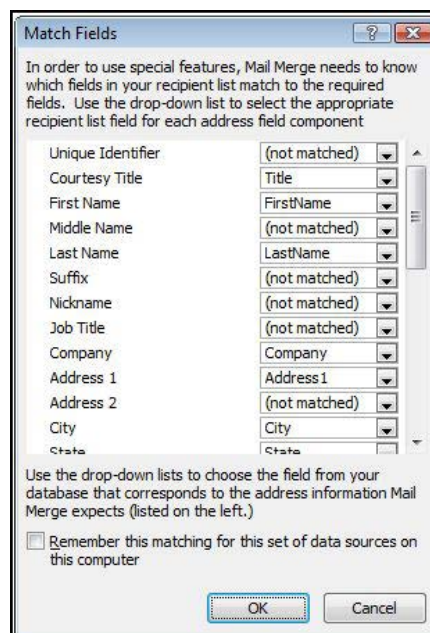 Match Fields
In order to use special features, Mail Merge needs to know
which fields in your recipient list match to the required
fields. Use the drop-down list to select the appropriate
recipient list field for each address field component
Unique Identifier (not matched)
Courtesy Title Title
First Name FirstName
Middle Name (not matched)
Last Name LastName
Suffix (not matched)
Nickname (not matched)
Job Title (not matched)
Company Company
Address 1 Address1
Address 2 (not matched)
City City
State State
Use the drop-down lists to choose the field from your
database that corresponds to the address information Mail
Merge expects (listed on the left.)
Remember this matching for this set of data sources on
this computer
OK Cancel